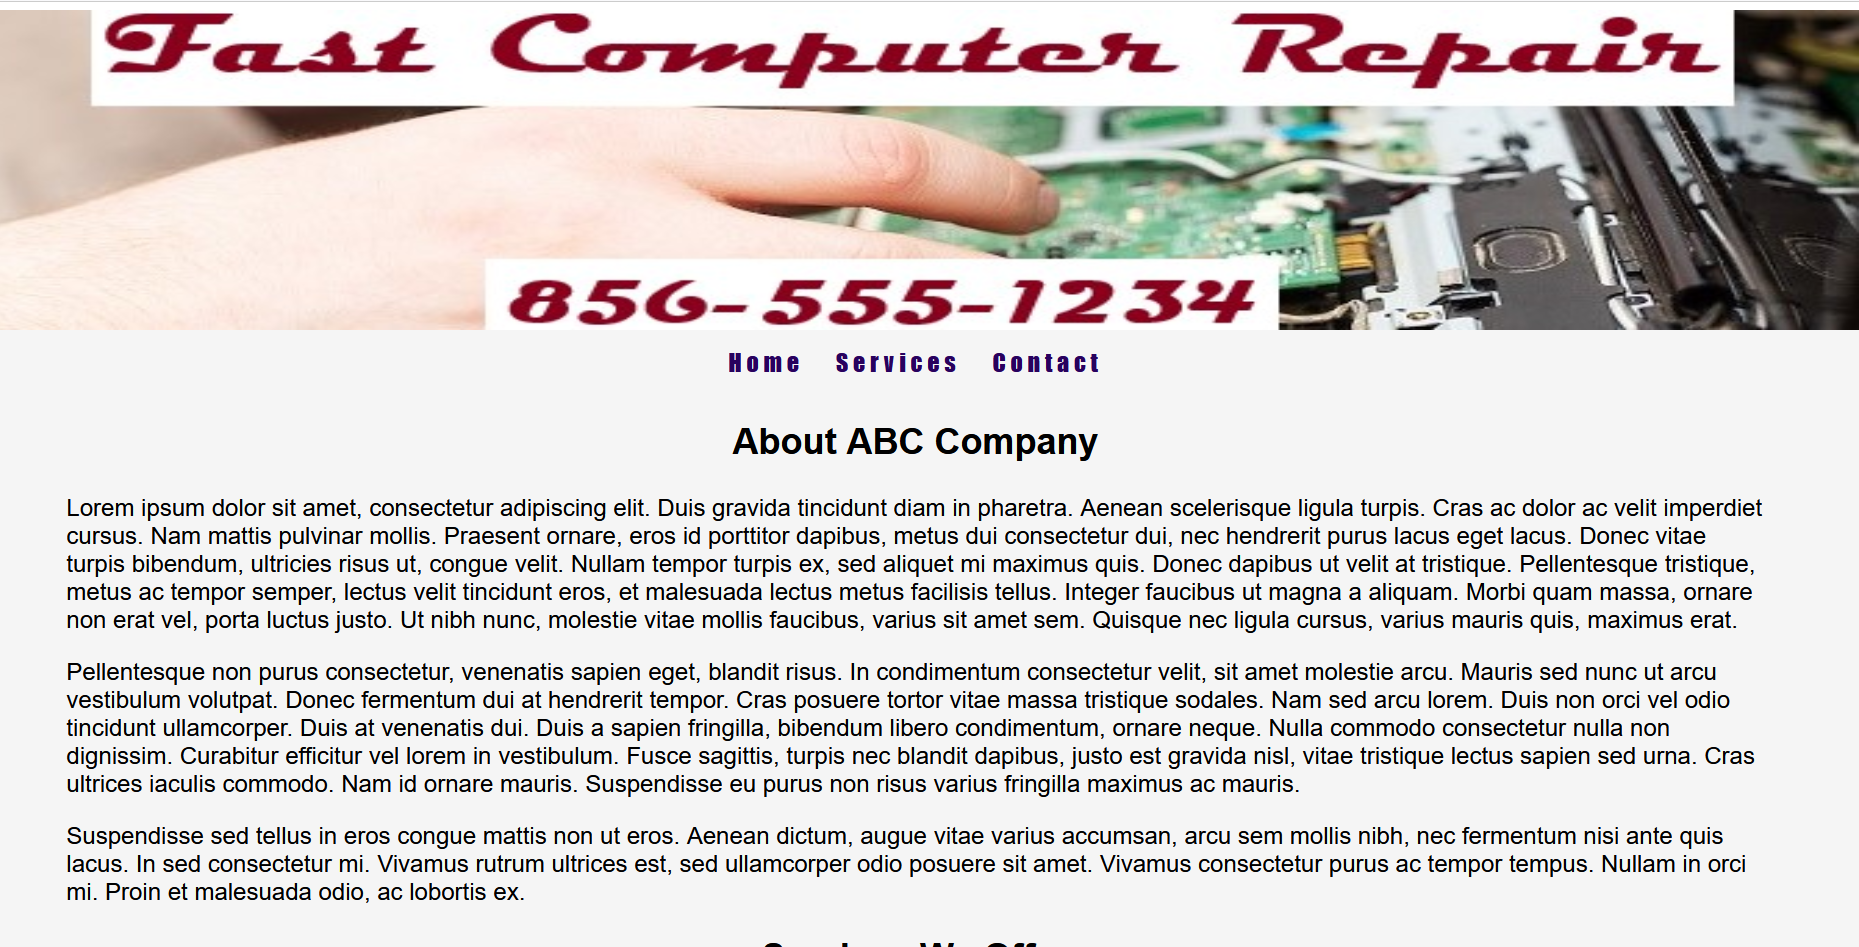 Fast Computer Repair
856-555-1234
Home Services Contact
About ABC Company
Lorem ipsum dolor sit amet, consectetur adipiscing elit. Duis gravida tincidunt diam in pharetra. Aenean scelerisque ligula turpis. Cras ac dolor ac velit imperdiet
cursus. Nam mattis pulvinar mollis. Praesent ornare, eros id porttitor dapibus, metus dui consectetur dui, nec hendrerit purus lacus eget lacus. Donec vitae
turpis bibendum, ultricies risus ut, congue velit. Nullam tempor turpis ex, sed aliquet mi maximus quis. Donec dapibus ut velit at tristique. Pellentesque tristique,
metus ac tempor semper, lectus velit tincidunt eros, et malesuada lectus metus facilisis tellus. Integer faucibus ut magna a aliquam. Morbi quam massa, ornare
non erat vel, porta luctus justo. Ut nibh nunc, molestie vitae mollis faucibus, varius sit amet sem. Quisque nec ligula cursus, varius mauris quis, maximus erat.
Pellentesque non purus consectetur, venenatis sapien eget, blandit risus. In condimentum consectetur velit, sit amet molestie arcu. Mauris sed nunc ut arcu
vestibulum volutpat. Donec fermentum dui at hendrerit tempor. Cras posuere tortor vitae massa tristique sodales. Nam sed arcu lorem. Duis non orci vel odio
tincidunt ullamcorper. Duis at venenatis dui. Duis a sapien fringilla, bibendum libero condimentum, ornare neque. Nulla commodo consectetur nulla non
dignissim. Curabitur efficitur vel lorem in vestibulum. Fusce sagittis, turpis nec blandit dapibus, justo est gravida nisl, vitae tristique lectus sapien sed urna. Cras
ultrices iaculis commodo. Nam id ornare mauris. Suspendisse eu purus non risus varius fringilla maximus ac mauris.
Suspendisse sed tellus in eros congue mattis non ut eros. Aenean dictum, augue vitae varius accumsan, arcu sem mollis nibh, nec fermentum nisi ante quis
lacus. In sed consectetur mi. Vivamus rutrum ultrices est, sed ullamcorper odio posuere sit amet. Vivamus consectetur purus ac tempor tempus. Nullam in orci
mi. Proin et malesuada odio, ac lobortis ex.